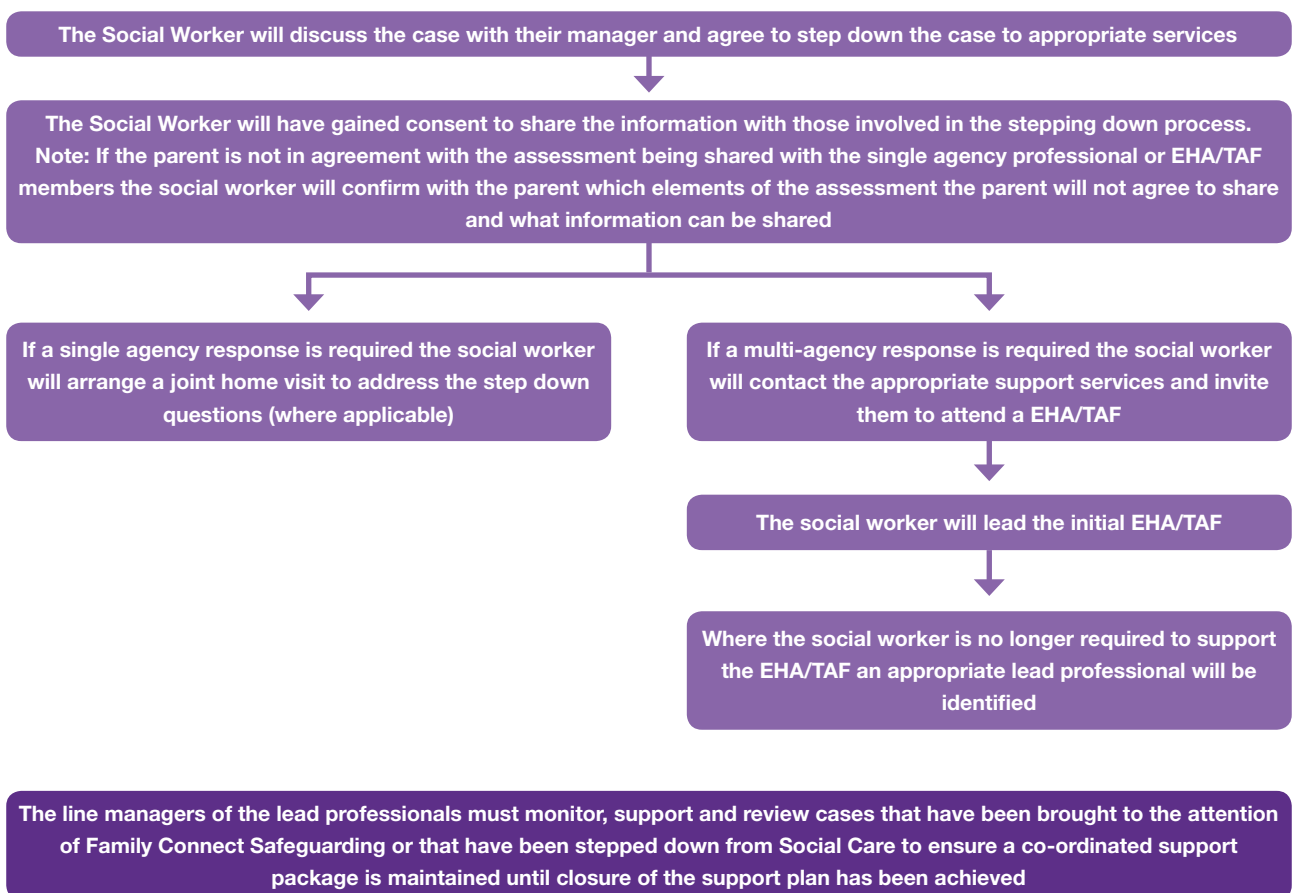 The Social Worker will discuss the case with their manager and agree to step down the case to appropriate services
The Social Worker will have gained consent to share the information with those involved in the stepping down process.
Note: If the parent is not in agreement with the assessment being shared with the single agency professional or EHA/TAF
members the social worker will confirm with the parent which elements of the assessment the parent will not agree to share
and what information can be shared
If a single agency response is required the social worker
will arrange a joint home visit to address the step down
questions (where applicable)
If a multi-agency response is required the social worker
will contact the appropriate support services and invite
them to attend a EHA/TAF
The social worker will lead the initial EHA/TAF
Where the social worker is no longer required to support
the EHA/TAF an appropriate lead professional will be
identified
The line managers of the lead professionals must monitor, support and review cases that have been brought to the attention
of Family Connect Safeguarding or that have been stepped down from Social Care to ensure a co-ordinated support
package is maintained until closure of the support plan has been achieved